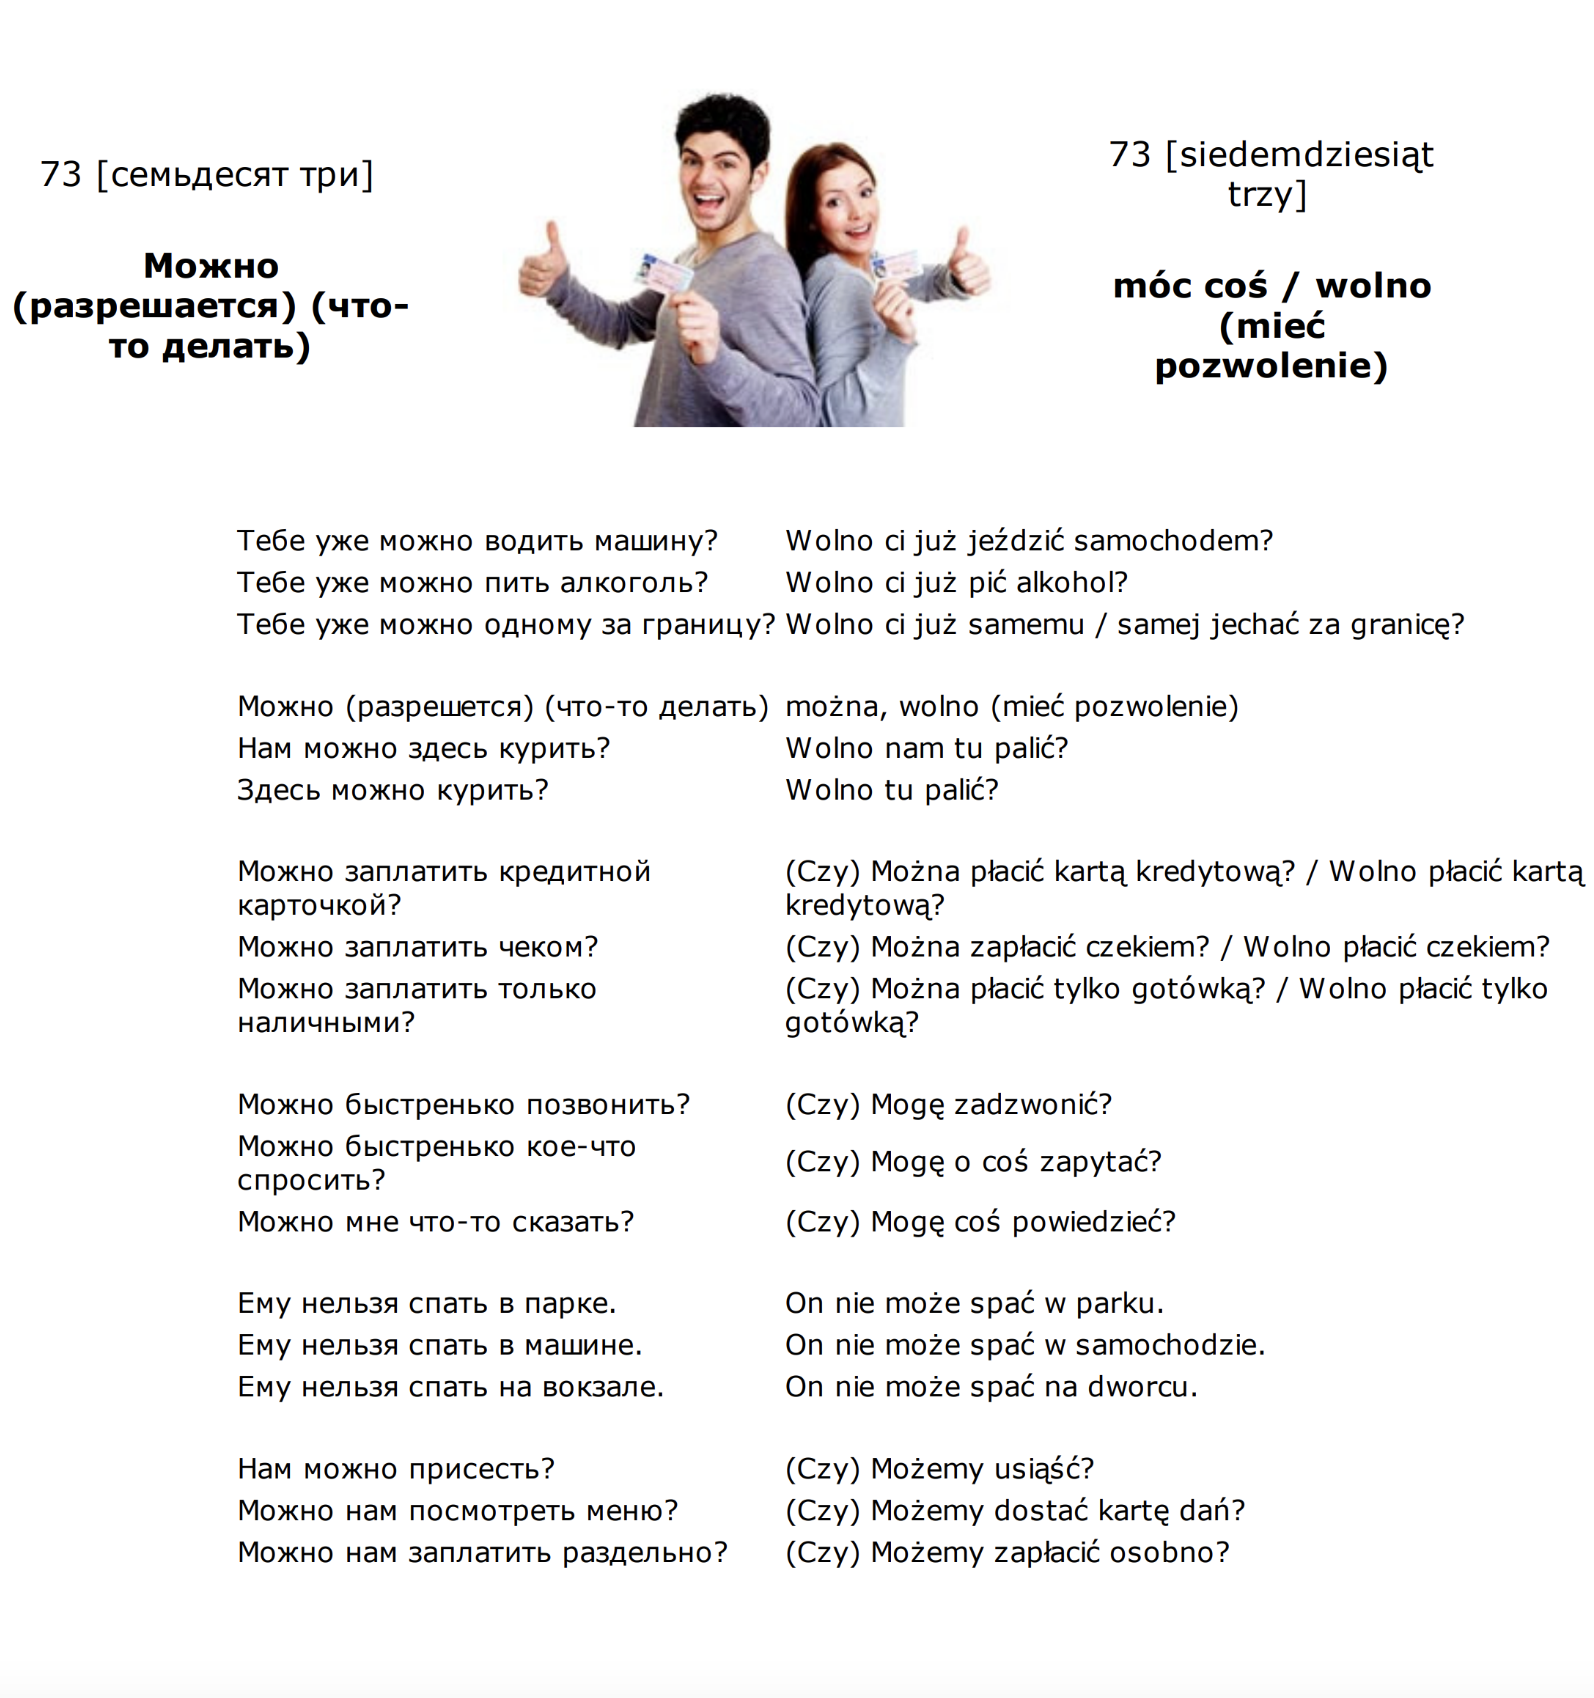 73 [семьдесят три]
Можно
(разрешается) (что-
то делать)
73 [siedemdziesiąt
trzy]
móc coś / wolno
(mieć
pozwolenie)
Тебе уже можно водить машину? Wolno ci już jeździć samochodem?
Тебе уже можно пить алкоголь? Wolno ci już pić alkohol?
Тебе уже можно одному за границу? Wolno ci już samemu / samej jechać za granicę?
Можно (разрешется) (что-то делать) można, wolno (mieć pozwolenie)
Нам можно здесь курить? Wolno nam tu palić?
Здесь можно курить? Wolno tu palić?
Можно заплатить кредитной
карточкой?
(Czy) Można płacić kartą kredytową? / Wolno płacić kartą
kredytową?
Можно заплатить чеком? (Czy) Można zapłacić czekiem? / Wolno płacić czekiem?
Можно заплатить только
наличными?
(Czy) Można płacić tylko gotówką? / Wolno płacić tylko
gotówką?
Можно быстренько позвонить? (Czy) Mogę zadzwonić?
Можно быстренько кое-что
спросить?
(Czy) Mogę o coś zapytać?
Можно мне что-то сказать? (Czy) Mogę coś powiedzieć?
Ему нельзя спать в парке. On nie może spać w parku.
Ему нельзя спать в машине. On nie może spać w samochodzie.
Ему нельзя спать на вокзале. On nie może spać na dworcu.
Нам можно присесть? (Czy) Możemy usiąść?
Можно нам посмотреть меню? (Czy) Możemy dostać kartę dań?
Можно нам заплатить раздельно? (Czy) Możemy zapłacić osobno?